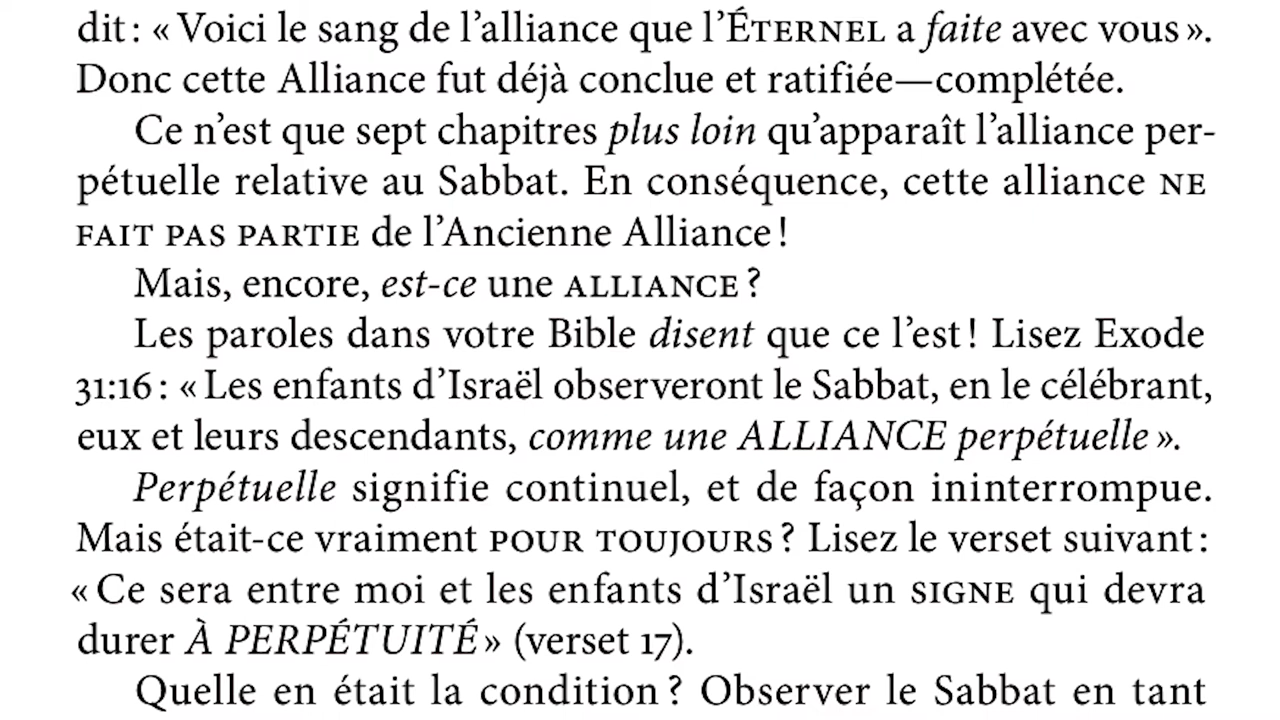 dit : « Voici le sang de l’alliance que l’ÉTERNEL a faite avec vous ».
Donc cette Alliance fut déjà conclue et ratifiée—complétée.
Ce n’est que sept chapitres plus loin qu’apparaît l’alliance per-
pétuelle relative au Sabbat. En conséquence, cette alliance NE
FAIT PAS PARTIE de l’Ancienne Alliance !
Mais, encore, est-ce une ALLIANCE ?
Les paroles dans votre Bible disent que ce l’est ! Lisez Exode
31:16 : « Les enfants d’Israël observeront le Sabbat, en le célébrant,
eux et leurs descendants, comme une ALLIANCE perpétuelle ».
Perpétuelle signifie continuel, et de façon ininterrompue.
Mais était-ce vraiment POUR TOUJOURS ? Lisez le verset suivant :
« Ce sera entre moi et les enfants d’Israël un SIGNE qui devra
durer À PERPÉTUITÉ » (verset 17).
Quelle en était la condition ? Observer le Sabbat en tant